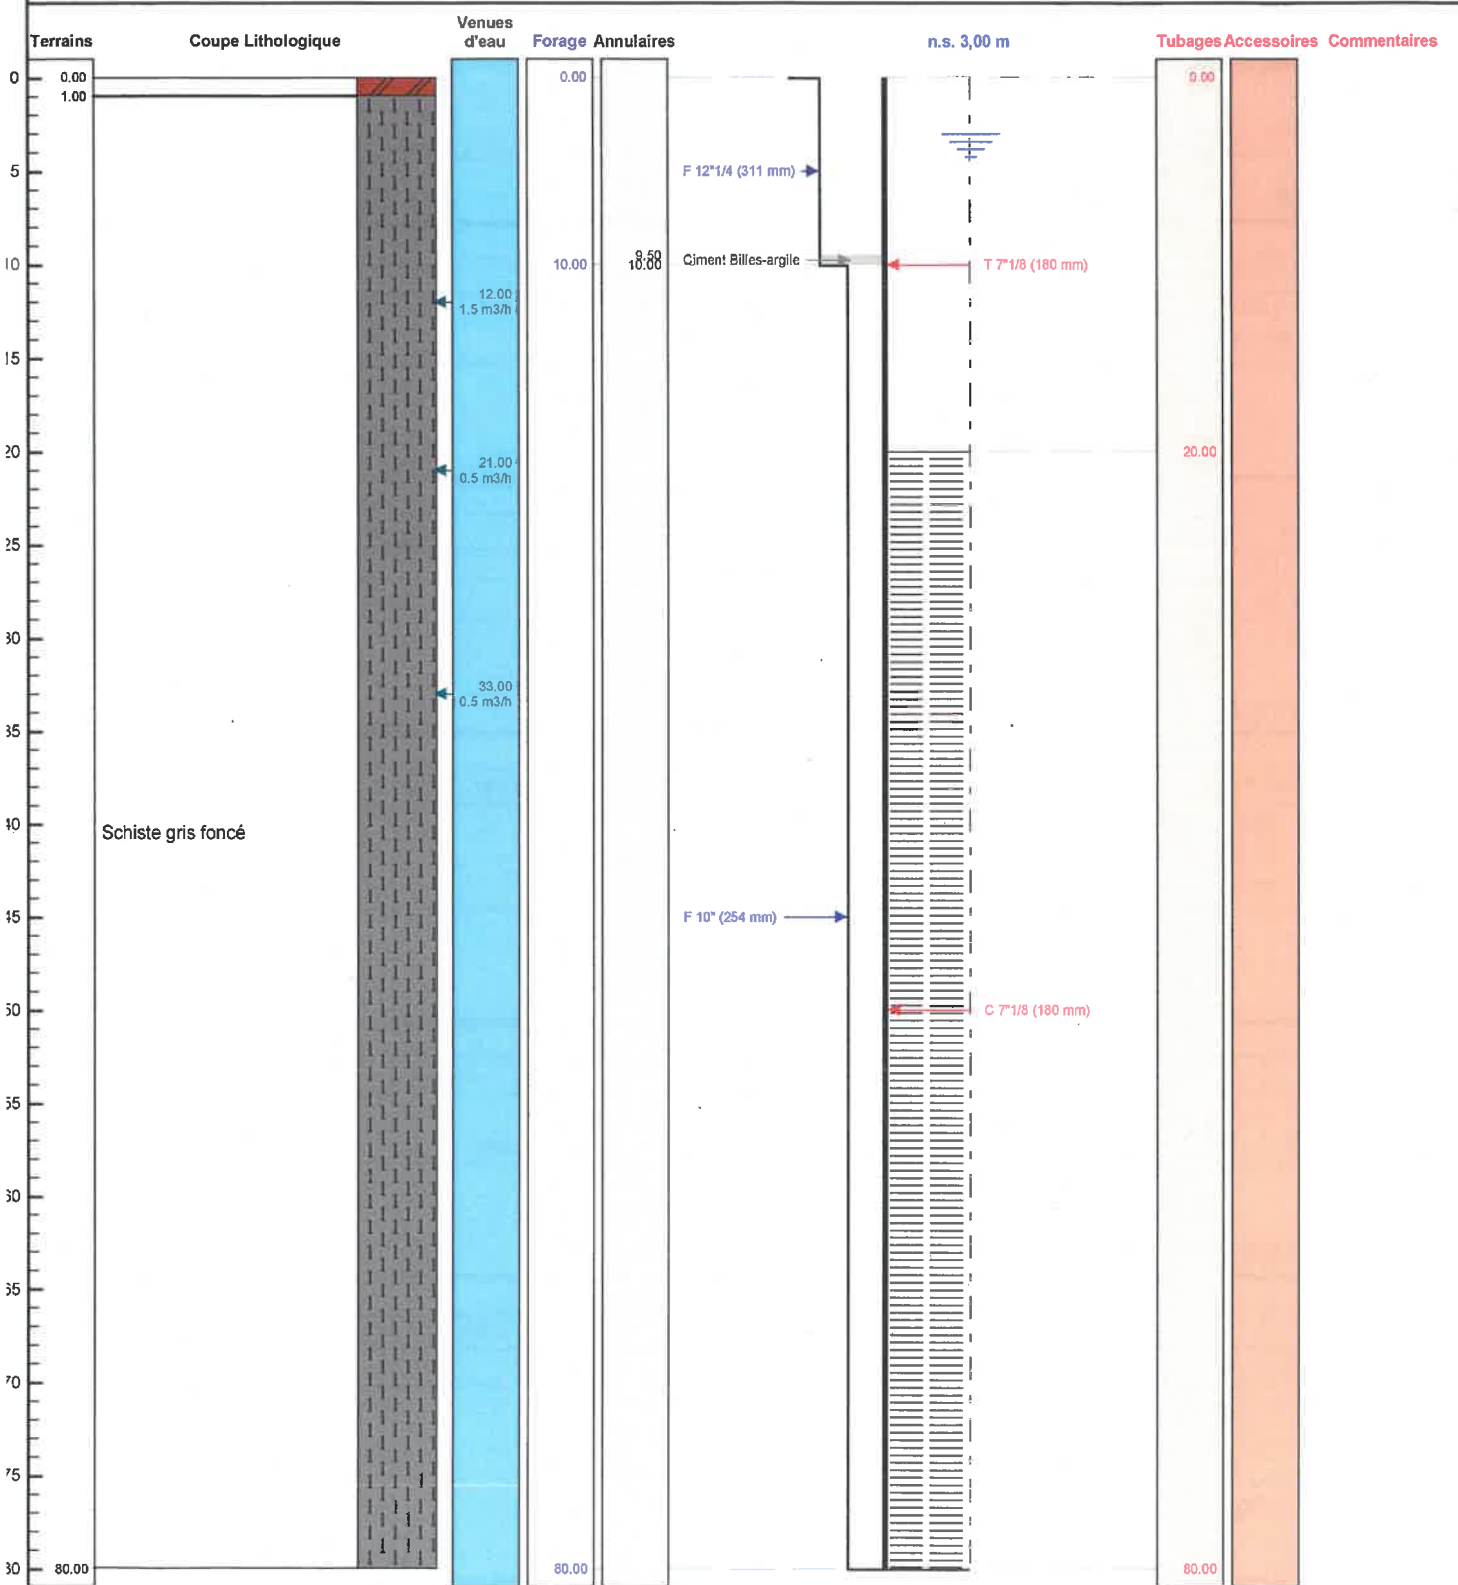 Terrains
Coupe Lithologique
Venues
d'eau
Forage
Annulaires
n.s. 3,00 m
Tubages
Accessoires
Commentaires
0
0.00
0.00
0.00
1.00
5
F 12"1/4 (311 mm)
9.50
10
10.00
10.00
Ciment Billes-argile
T 7"1/8 (180 mm)
12.00
1.5 m3/h
15
20
20.00
21.00
0.5 m3/h
25
30
33.00
0.5 m3/h
35
40
Schiste gris foncé
45
F 10" (254 mm)
50
C 7"1/8 (180 mm)
55
60
65
70
75
80
80.00
80.00
80.00